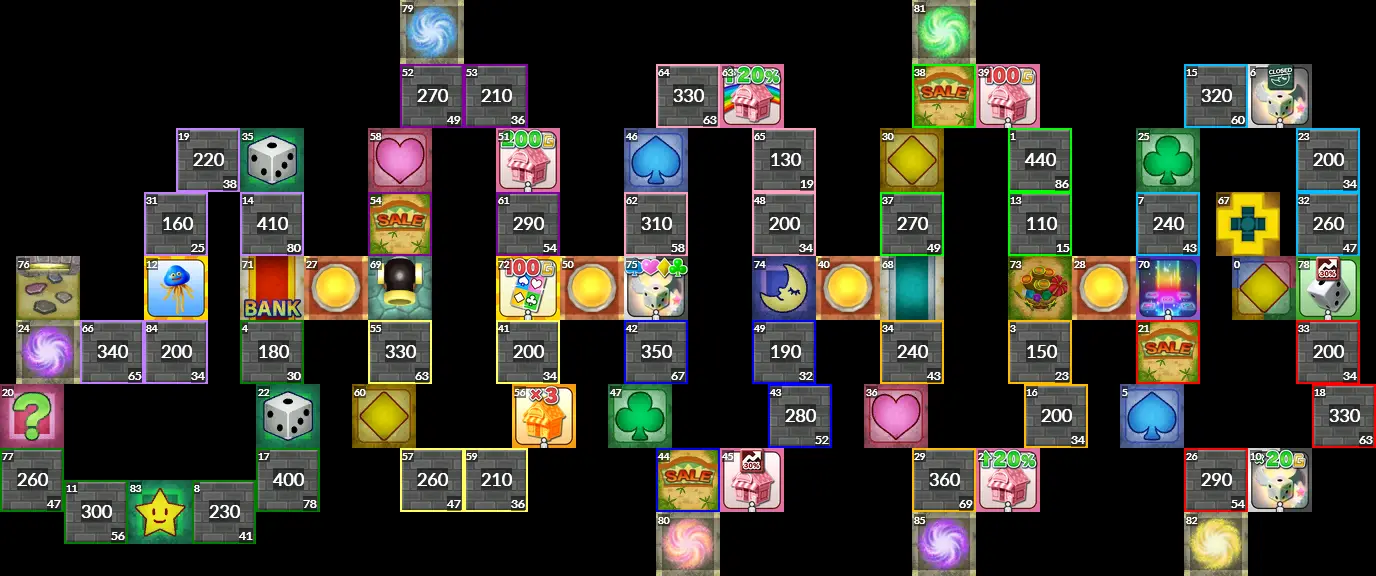 79 81
52 270 49 53 210 36 64 330 63 63 ↑20% 38 SALE 39 100G 15 320 60 6 CLOSED
19 220 38 35 58 51 200G 46 65 130 19 30 1 440 86 25 23 200 34
31 160 25 14 410 80 54 SALE 61 290 54 62 310 58 48 200 34 37 270 49 13 110 15 7 240 43 67 32 260 47
76 12 71 BANK 27 69 72 100G 50 75 74 40 68 73 28 70 0 78 30%
24 66 340 65 84 200 34 4 180 30 55 330 63 41 200 34 42 350 67 49 190 32 34 240 43 3 150 23 21 SALE 33 200 34
20 ? 22 60 56 ×3 47 43 280 52 36 16 200 34 5 18 330 63
77 260 47 17 400 78 57 260 47 59 210 36 44 SALE 45 30% 29 360 69 ↑20% 26 290 54 10 20G
11 300 56 83 8 230 41
80 85 82